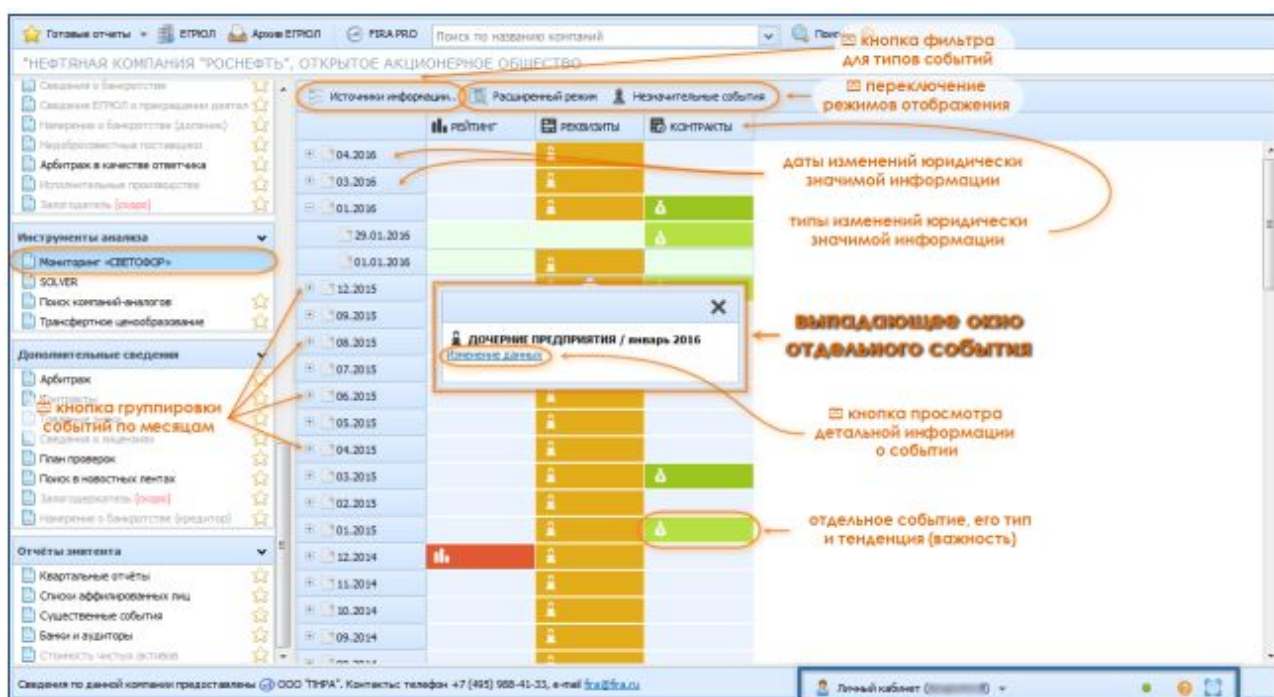 Готовые отчеты
ЕГРЮЛ
Архив ЕГРЮЛ
FIRA PRO
Поиск по названию компаний
"НЕФТЯНАЯ КОМПАНИЯ "РОСНЕФТЬ", ОТКРЫТОЕ АКЦИОНЕРНОЕ ОБЩЕСТВО
кнопка фильтра
для типов событий
Сведения о банкротстве
Намерение о банкротстве (должник)
Недобросовестные поставщики
Арбитраж в качестве ответчика
Исполнительные производства
Залогодатель (скоро)
Источники информации...
Расширенный режим
Незначительные события
переключение
режимов отображения
РЕЙТИНГ
РЕКВИЗИТЫ
КОНТРАКТЫ
04.2016
03.2016
01.2016
29.01.2016
01.01.2016
12.2015
09.2015
08.2015
07.2015
06.2015
05.2015
04.2015
03.2015
02.2015
01.2015
12.2014
11.2014
10.2014
09.2014
даты изменений юридически
значимой информации
типы изменений юридически
значимой информации
Инструменты анализа
Мониторинг «СВЕТОФОР»
SOLVER
Поиск компаний-аналогов
Трансфертное ценообразование
ДОЧЕРНИЕ ПРЕДПРИЯТИЯ / январь 2016
Изменение данных
выпадающее окно
отдельного события
Дополнительные сведения
Арбитраж
Контракты
кнопка группировки
событий по месяцам
Сведения о лицензиях
План проверок
Поиск в новостных лентах
Залогодержатель (скоро)
Намерение о банкротстве (кредитор)
кнопка просмотра
детальной информации
о событии
отдельное событие, его тип
и тенденция (важность)
Отчёты эмитента
Квартальные отчёты
Списки аффилированных лиц
Существенные события
Банки и аудиторы
Стоимость чистых активов
Сведения по данной компании предоставлены ООО "ФИРА". Контакты: телефон +7 (495) 988-41-33, e-mail fira@fira.ru
Личный кабинет